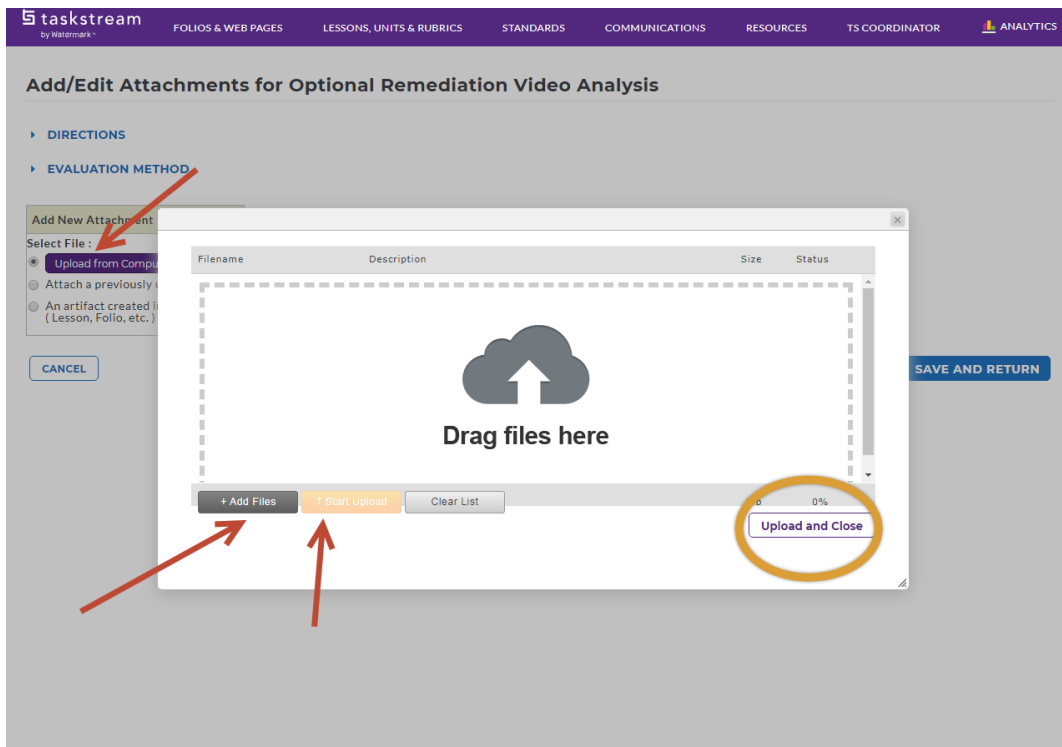 taskstream
by Watermark™
FOLIOS & WEB PAGES LESSONS, UNITS & RUBRICS STANDARDS COMMUNICATIONS RESOURCES TS COORDINATOR ANALYTICS
Add/Edit Attachments for Optional Remediation Video Analysis
DIRECTIONS
EVALUATION METHOD
Add New Attachment
Select File :
Upload from Compu
Attach a previously
An artifact created i
( Lesson, Folio, etc. )
CANCEL
SAVE AND RETURN
Filename Description Size Status
Drag files here
+ Add Files ↑ Start Upload Clear List 0%
Upload and Close